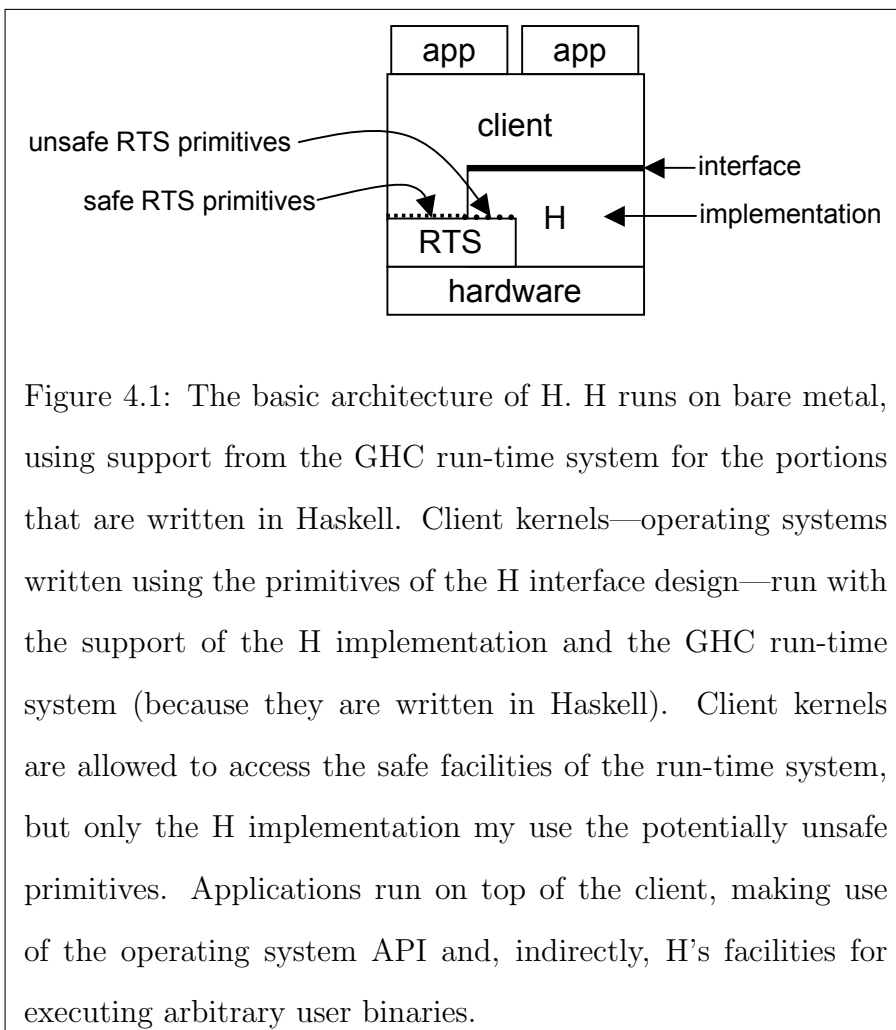 app app
client
unsafe RTS primitives
interface
safe RTS primitives
H
implementation
RTS
hardware
Figure 4.1: The basic architecture of H. H runs on bare metal,
using support from the GHC run-time system for the portions
that are written in Haskell. Client kernels—operating systems
written using the primitives of the H interface design—run with
the support of the H implementation and the GHC run-time
system (because they are written in Haskell). Client kernels
are allowed to access the safe facilities of the run-time system,
but only the H implementation my use the potentially unsafe
primitives. Applications run on top of the client, making use
of the operating system API and, indirectly, H's facilities for
executing arbitrary user binaries.